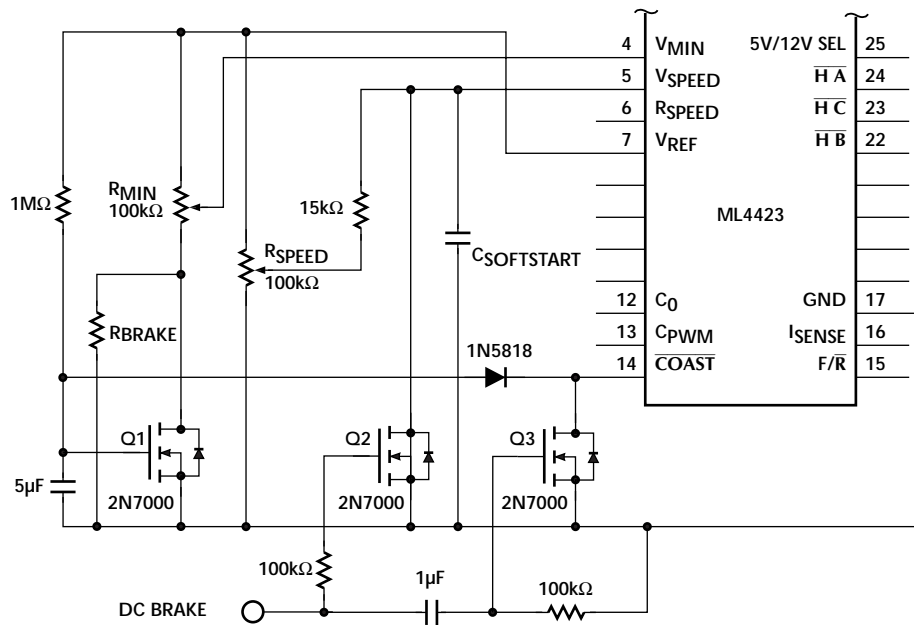 4 VMIN 5V/12V SEL 25
5 VSPEED H A 24
6 RSPEED H C 23
7 VREF H B 22
1MΩ
RMIN
100kΩ
15kΩ
ML4423
RSPEED
100kΩ
CSOFTSTART
12 C0 GND 17
RBRAKE
13 CPWM ISENSE 16
1N5818
14 COAST F/R 15
Q1
Q2
Q3
5µF
2N7000
2N7000
2N7000
100kΩ
1µF
100kΩ
DC BRAKE